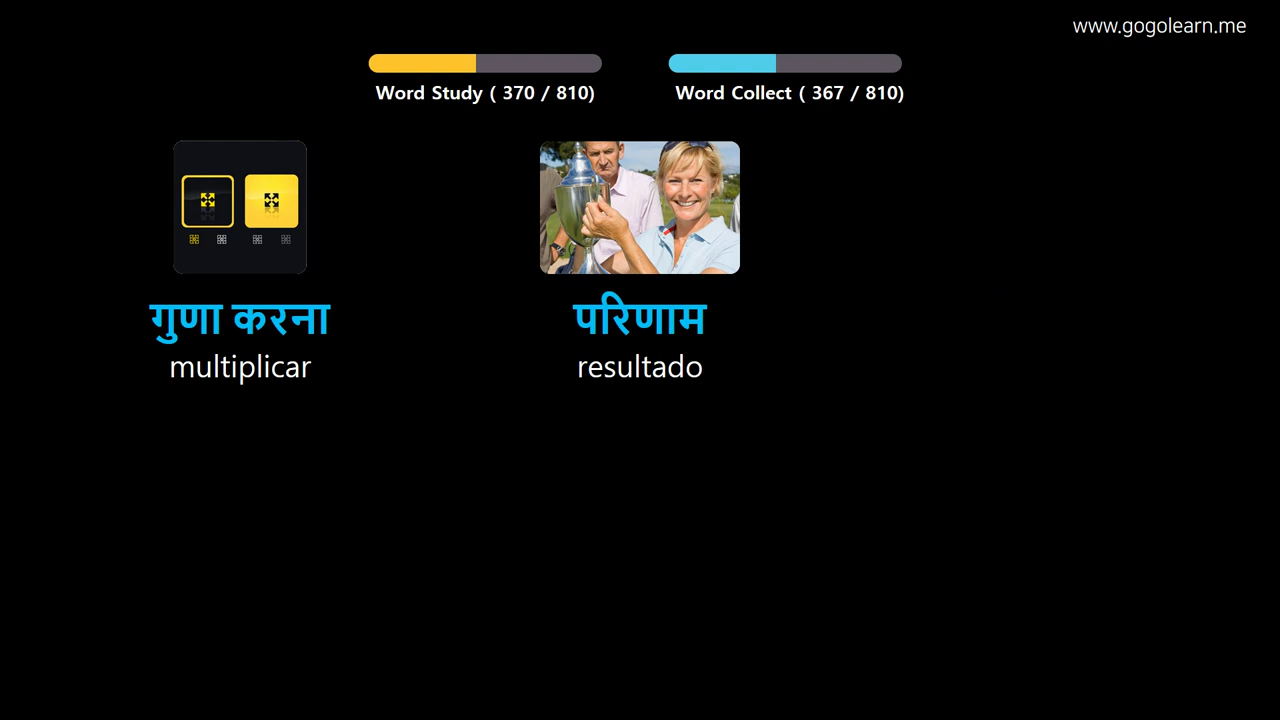 www.gogolearn.me
Word Study ( 370 / 810)
Word Collect ( 367 / 810)
गुणा करना
multiplicar
परिणाम
resultado